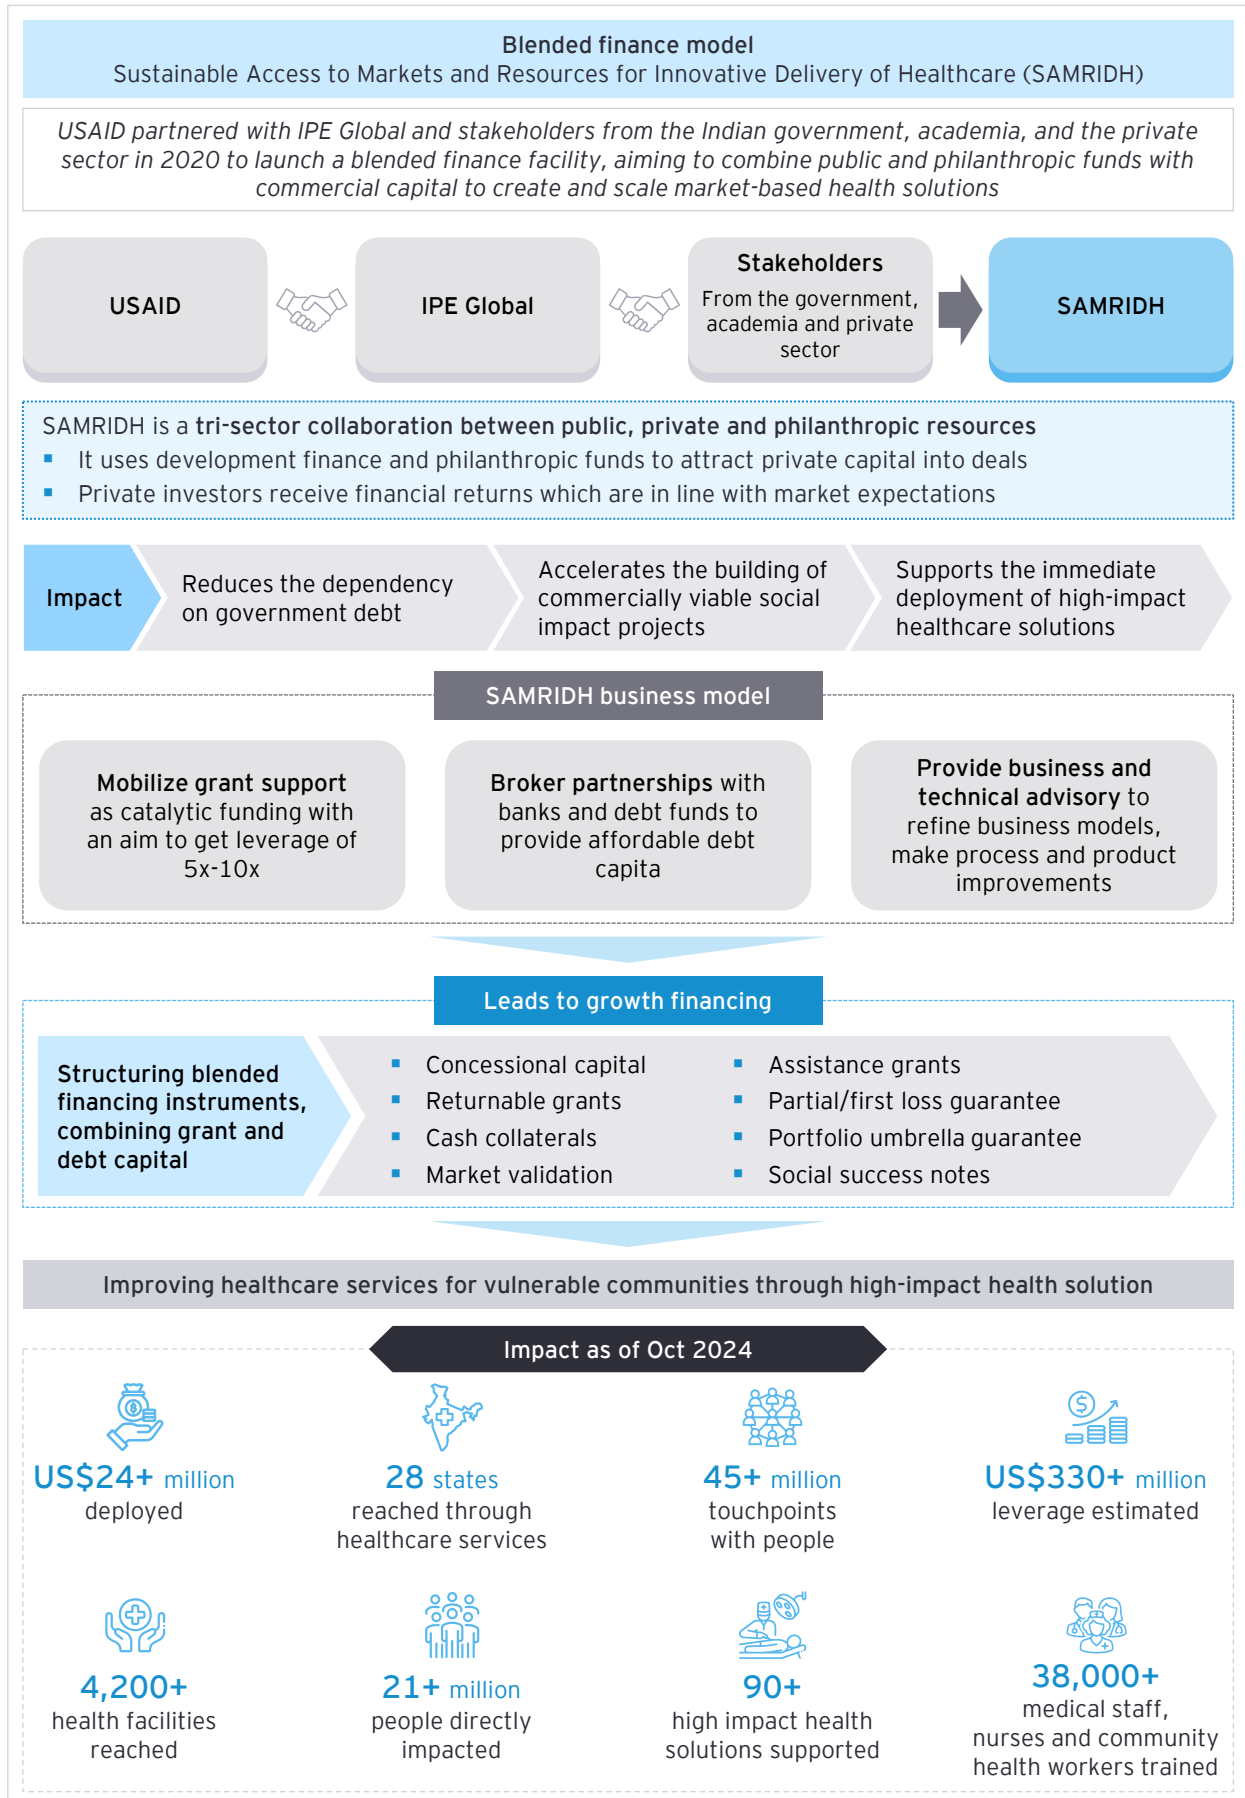 Blended finance model
Sustainable Access to Markets and Resources for Innovative Delivery of Healthcare (SAMRIDH)
USAID partnered with IPE Global and stakeholders from the Indian government, academia, and the private
sector in 2020 to launch a blended finance facility, aiming to combine public and philanthropic funds with
commercial capital to create and scale market-based health solutions
USAID
IPE Global
Stakeholders
From the government,
academia and private
sector
SAMRIDH
SAMRIDH is a tri-sector collaboration between public, private and philanthropic resources
▪ It uses development finance and philanthropic funds to attract private capital into deals
▪ Private investors receive financial returns which are in line with market expectations
Impact
Reduces the dependency
on government debt
Accelerates the building of
commercially viable social
impact projects
Supports the immediate
deployment of high-impact
healthcare solutions
SAMRIDH business model
Mobilize grant support
as catalytic funding with
an aim to get leverage of
5x-10x
Broker partnerships with
banks and debt funds to
provide affordable debt
capita
Provide business and
technical advisory to
refine business models,
make process and product
improvements
Leads to growth financing
Structuring blended
financing instruments,
combining grant and
debt capital
▪ Concessional capital
▪ Returnable grants
▪ Cash collaterals
▪ Market validation
▪ Assistance grants
▪ Partial/first loss guarantee
▪ Portfolio umbrella guarantee
▪ Social success notes
Improving healthcare services for vulnerable communities through high-impact health solution
Impact as of Oct 2024
US$24+ million
deployed
28 states
reached through
healthcare services
45+ million
touchpoints
with people
US$330+ million
leverage estimated
4,200+
health facilities
reached
21+ million
people directly
impacted
90+
high impact health
solutions supported
38,000+
medical staff,
nurses and community
health workers trained